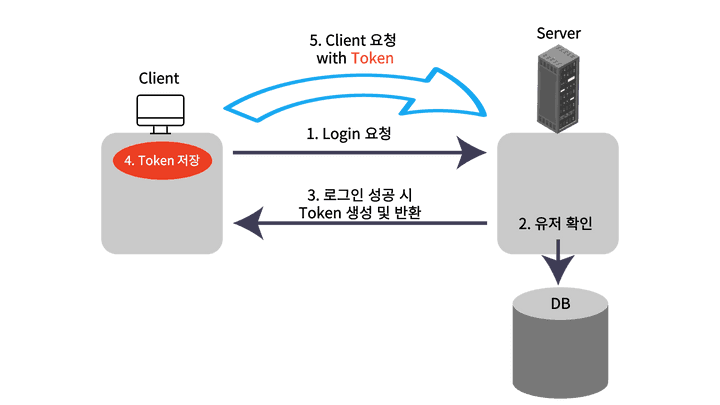 5. Client 요청
with Token
Server
Client
1. Login 요청
4. Token 저장
3. 로그인 성공 시
Token 생성 및 반환
2. 유저 확인
DB